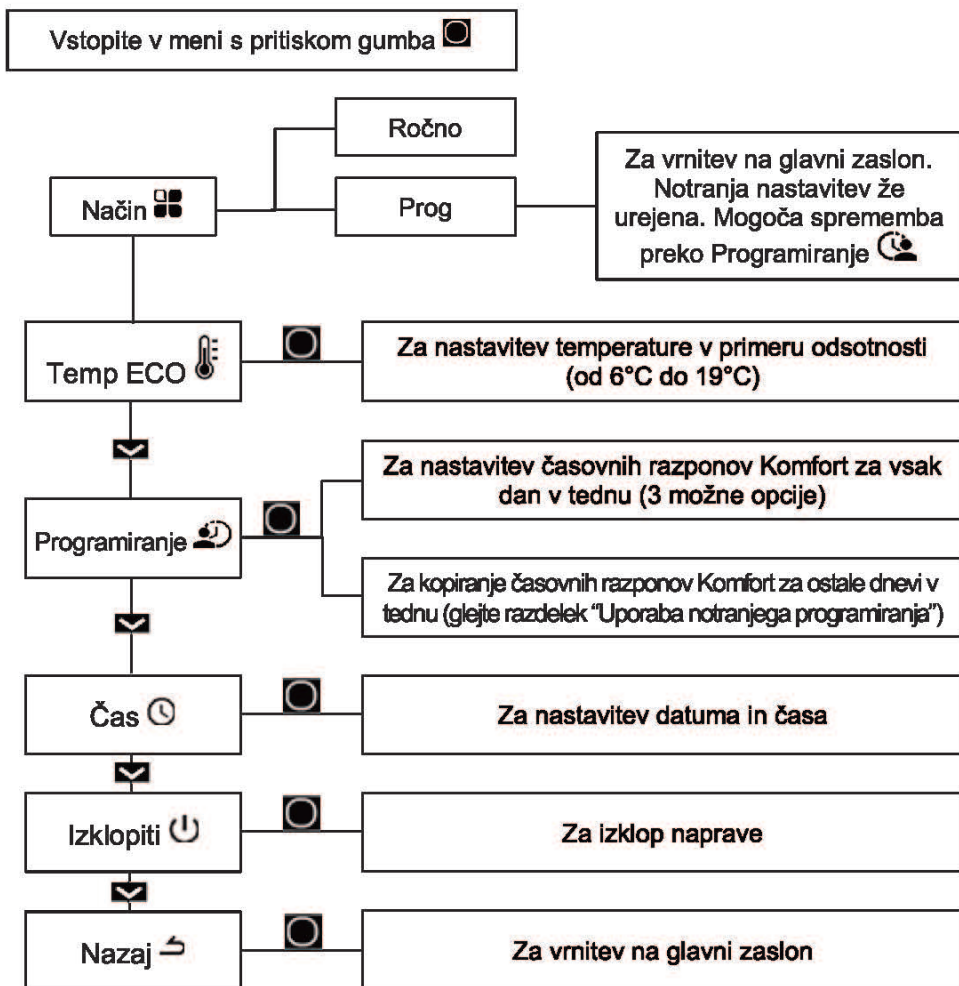 Vstopite v meni s pritiskom gumba
Ročno
Način
Prog
Za vrnitev na glavni zaslon.
Notranja nastavitev že
urejena. Mogoča sprememba
preko Programiranje
Temp ECO
Za nastavitev temperature v primeru odsotnosti
(od 6°C do 19°C)
Programiranje
Za nastavitev časovnih razponov Komfort za vsak
dan v tednu (3 možne opcije)
Za kopiranje časovnih razponov Komfort za ostale dnevi v
tednu (glejte razdelek “Uporaba notranjega programiranja”)
Čas
Za nastavitev datuma in časa
Izklopiti
Za izklop naprave
Nazaj
Za vrnitev na glavni zaslon